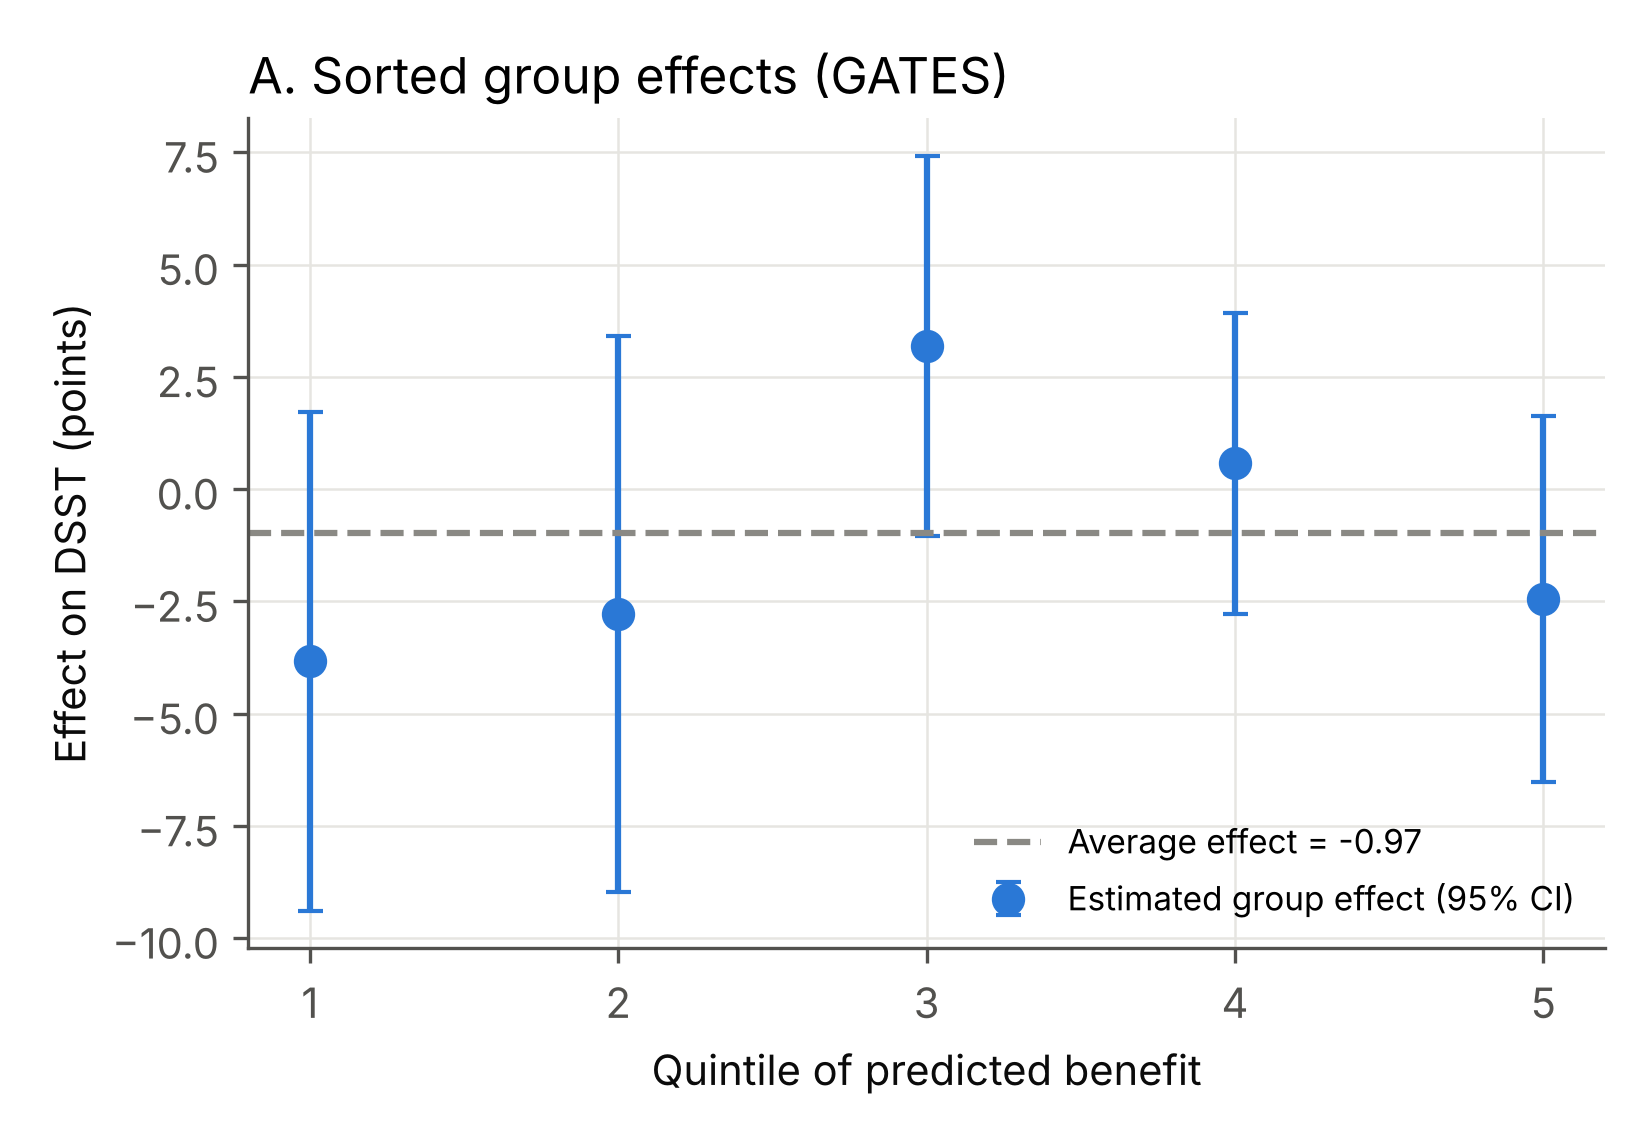 A. Sorted group effects (GATES)
7.5
5.0
2.5
0.0
−2.5
−5.0
−7.5
−10.0
Effect on DSST (points)
Average effect = -0.97
Estimated group effect (95% CI)
1 2 3 4 5
Quintile of predicted benefit